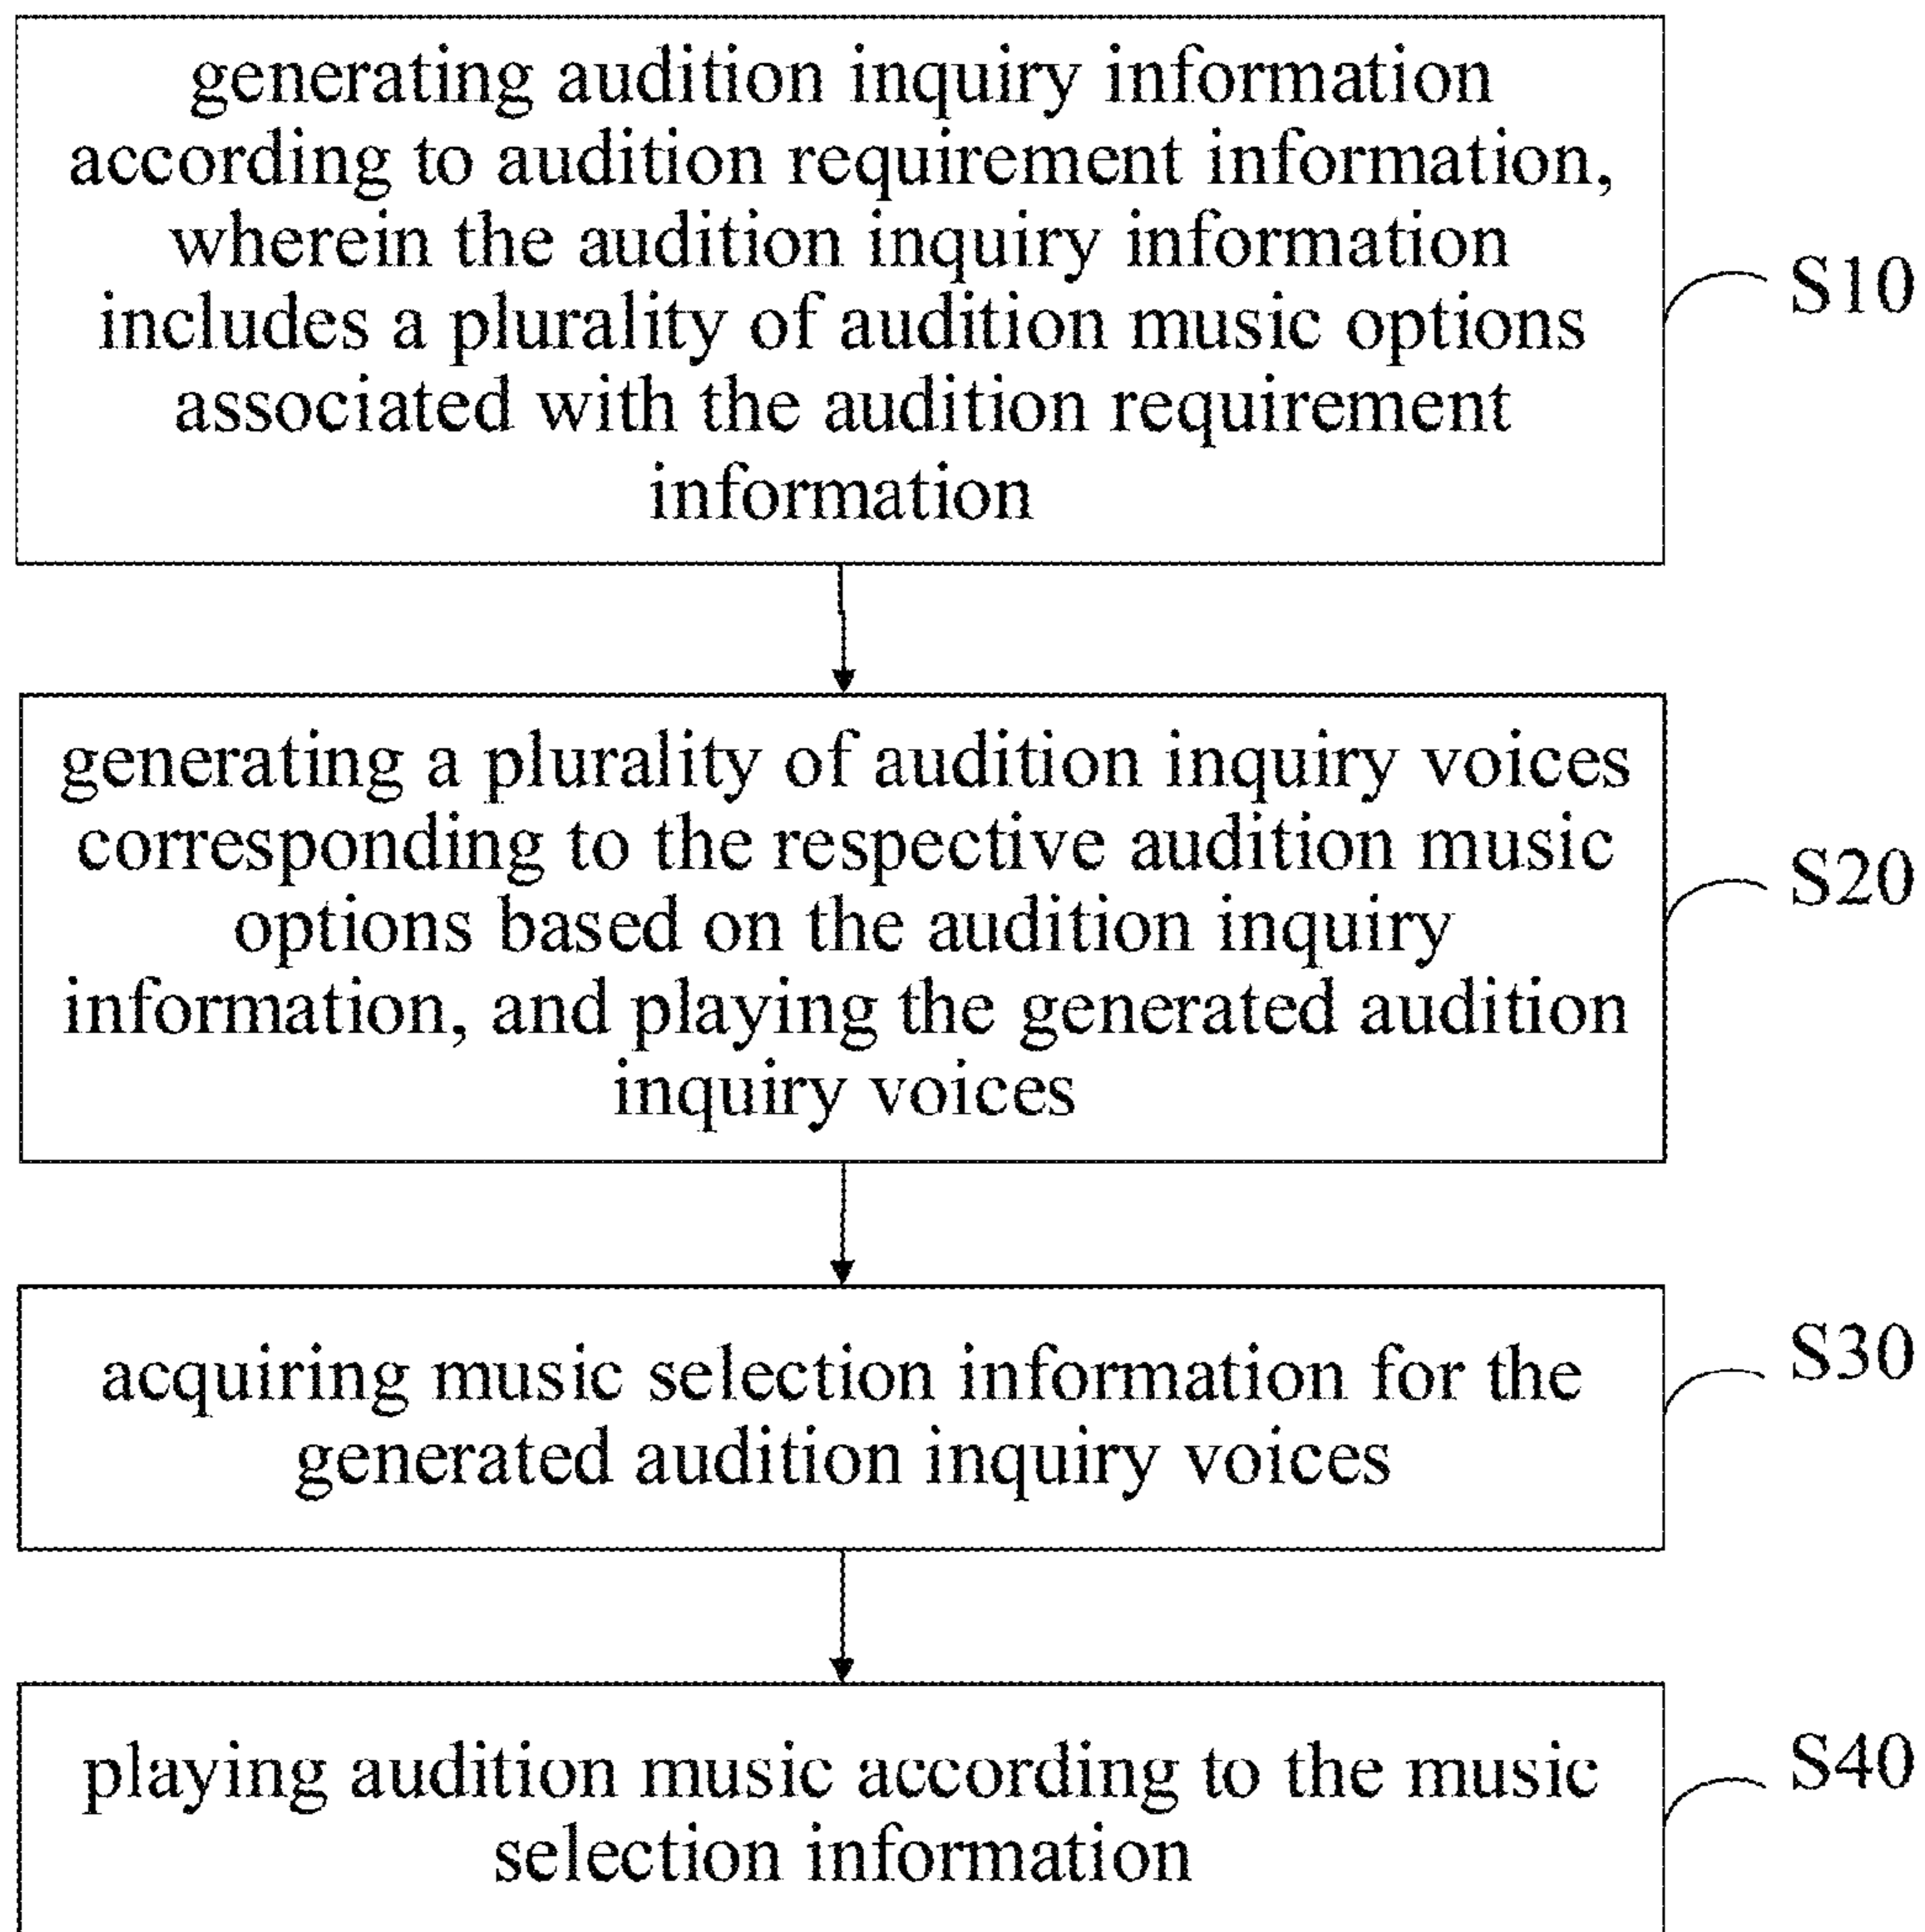 generating audition inquiry information
according to audition requirement information,
wherein the audition inquiry information
includes a plurality of audition music options
associated with the audition requirement
information
S10
generating a plurality of audition inquiry voices
corresponding to the respective audition music
options based on the audition inquiry
information, and playing the generated audition
inquiry voices
S20
acquiring music selection information for the
generated audition inquiry voices
S30
playing audition music according to the music
selection information
S40